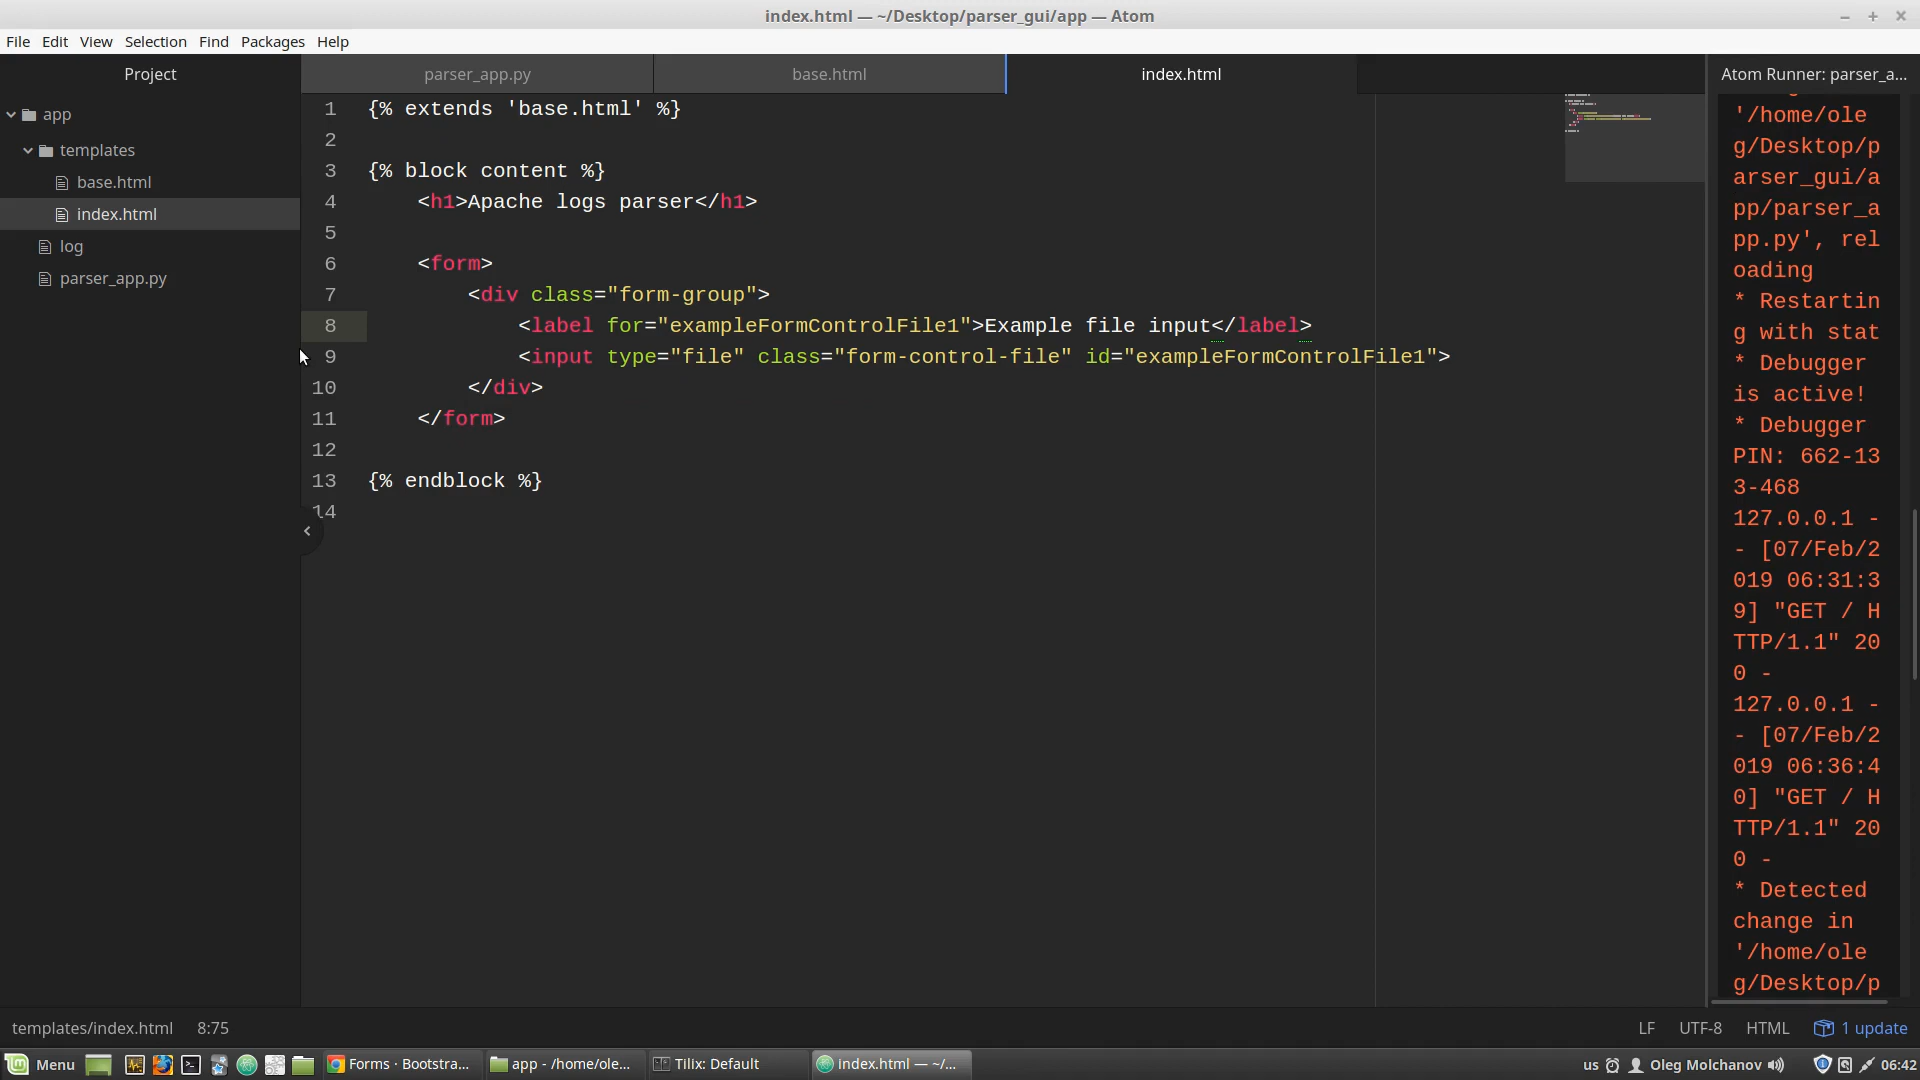 index.html — ~/Desktop/parser_gui/app — Atom
File Edit View Selection Find Packages Help
Project
app
templates
base.html
index.html
log
parser_app.py
parser_app.py
base.html
index.html
1 {% extends 'base.html' %}
2
3 {% block content %}
4 <h1>Apache logs parser</h1>
5
6 <form>
7 <div class="form-group">
8 <label for="exampleFormControlFile1">Example file input</label>
9 <input type="file" class="form-control-file" id="exampleFormControlFile1">
10 </div>
11 </form>
12
13 {% endblock %}
14
Atom Runner: parser_a...
'/home/ole
g/Desktop/p
arser_gui/a
pp/parser_a
pp.py', rel
oading
* Restartin
g with stat
* Debugger
is active!
* Debugger
PIN: 662-13
3-468
127.0.0.1 -
- [07/Feb/2
019 06:31:3
9] "GET / H
TTP/1.1" 20
0 -
127.0.0.1 -
- [07/Feb/2
019 06:36:4
0] "GET / H
TTP/1.1" 20
0 -
* Detected
change in
'/home/ole
g/Desktop/p
templates/index.html 8:75
LF UTF-8 HTML 1 update
Menu
Forms · Bootstra...
app - /home/ole...
Tilix: Default
index.html — ~/...
us Oleg Molchanov 06:42